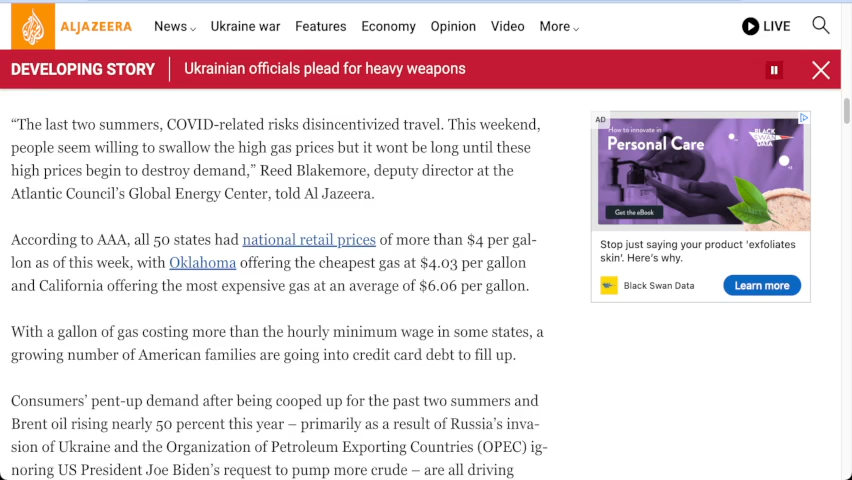 ALJAZEERA News Ukraine war Features Economy Opinion Video More LIVE
DEVELOPING STORY Ukrainian officials plead for heavy weapons
“The last two summers, COVID-related risks disincentivized travel. This weekend,
people seem willing to swallow the high gas prices but it wont be long until these
high prices begin to destroy demand,” Reed Blakemore, deputy director at the
Atlantic Council’s Global Energy Center, told Al Jazeera.
According to AAA, all 50 states had national retail prices of more than $4 per gal-
lon as of this week, with Oklahoma offering the cheapest gas at $4.03 per gallon
and California offering the most expensive gas at an average of $6.06 per gallon.
With a gallon of gas costing more than the hourly minimum wage in some states, a
growing number of American families are going into credit card debt to fill up.
Consumers’ pent-up demand after being cooped up for the past two summers and
Brent oil rising nearly 50 percent this year – primarily as a result of Russia’s inva-
sion of Ukraine and the Organization of Petroleum Exporting Countries (OPEC) ig-
noring US President Joe Biden’s request to pump more crude – are all driving
AD
How to innovate in
Personal Care
BLACK
SWAN
DATA
Get the eBook
Stop just saying your product 'exfoliates
skin'. Here's why.
Black Swan Data
Learn more